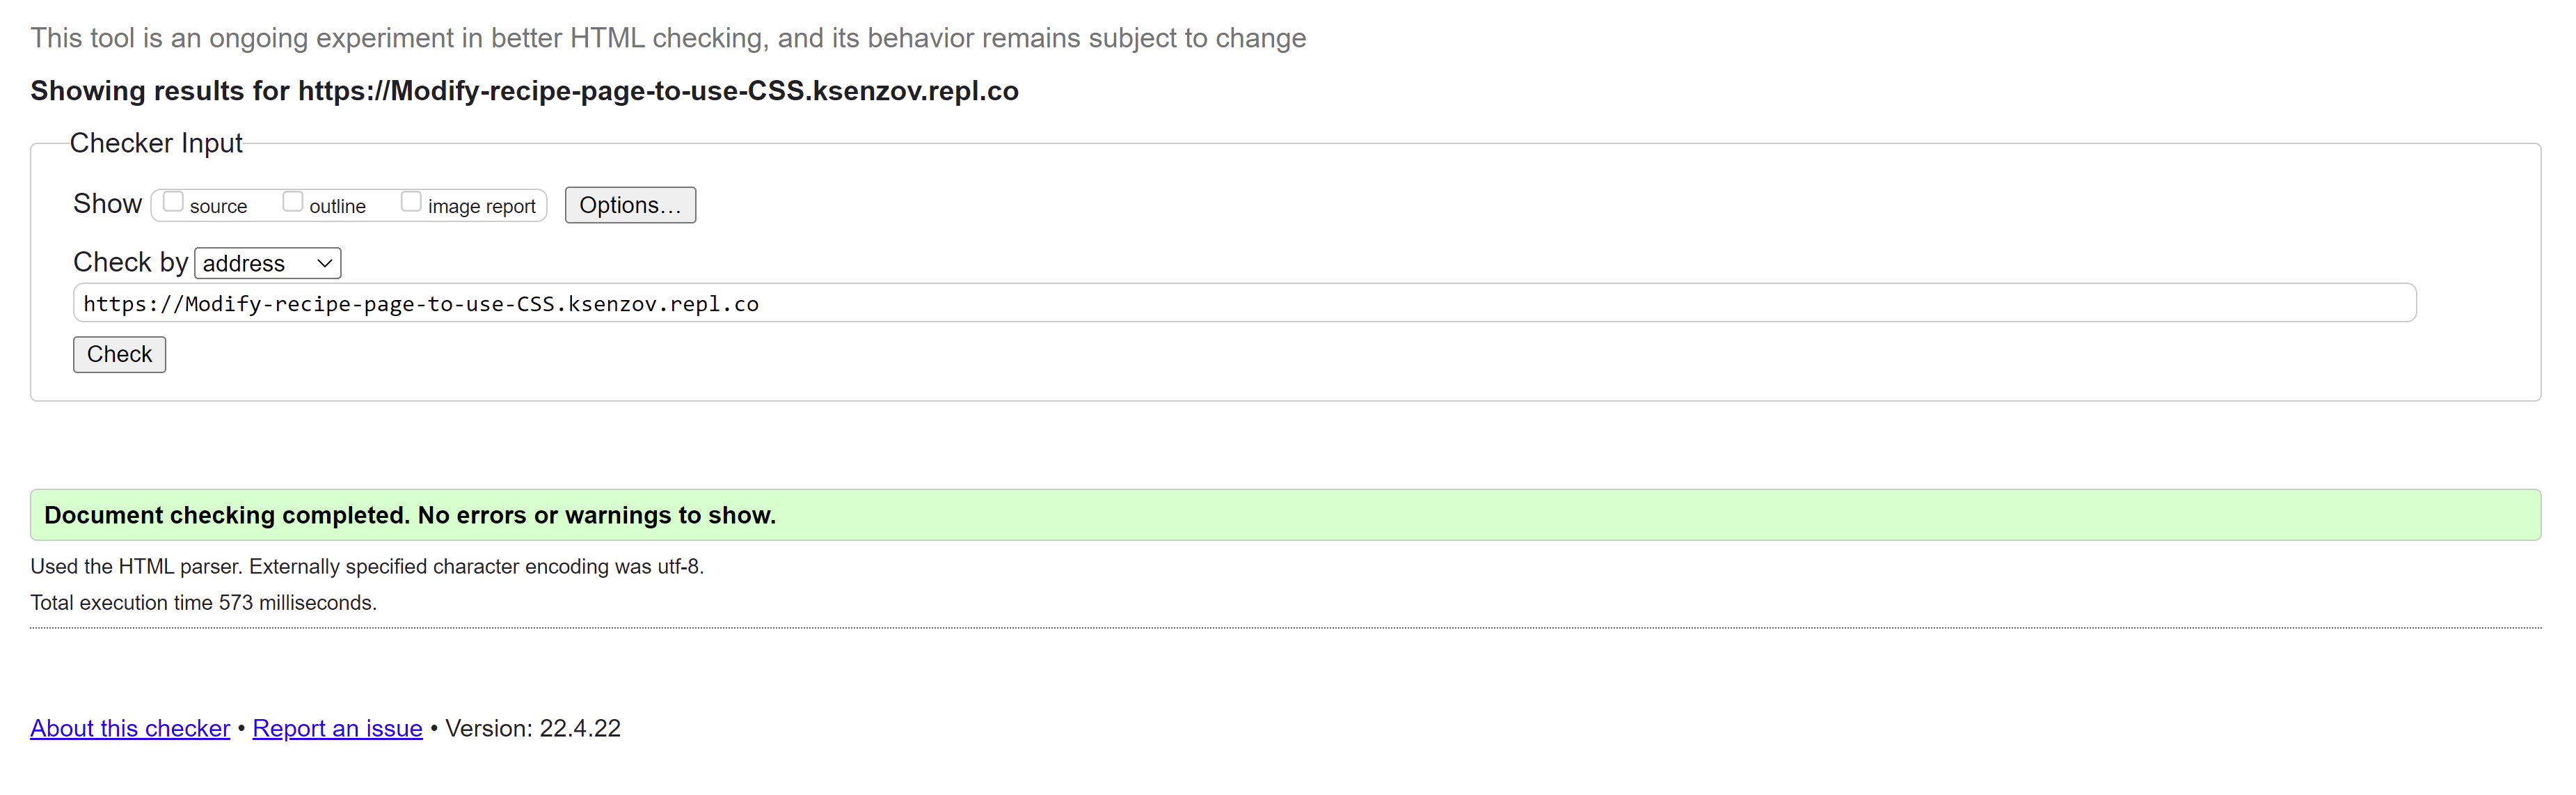 This tool is an ongoing experiment in better HTML checking, and its behavior remains subject to change
Showing results for https://Modify-recipe-page-to-use-CSS.ksenzov.repl.co
Checker Input
Show source outline image report Options…
Check by address
https://Modify-recipe-page-to-use-CSS.ksenzov.repl.co
Check
Document checking completed. No errors or warnings to show.
Used the HTML parser. Externally specified character encoding was utf-8.
Total execution time 573 milliseconds.
About this checker • Report an issue • Version: 22.4.22